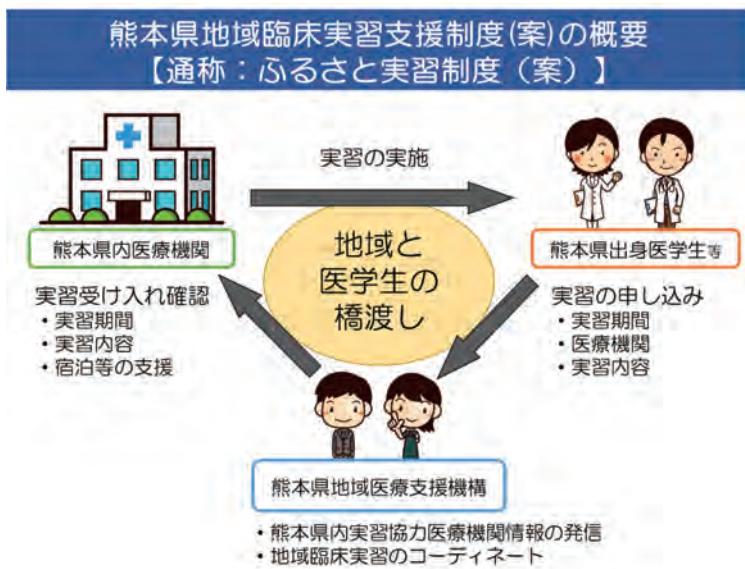 熊本県地域臨床実習支援制度(案)の概要
【通称：ふるさと実習制度（案）】
実習の実施
熊本県内医療機関
地域と
医学生の
橋渡し
熊本県出身医学生等
実習受け入れ確認
・実習期間
・実習内容
・宿泊等の支援
実習の申し込み
・実習期間
・医療機関
・実習内容
熊本県地域医療支援機構
・熊本県内実習協力医療機関情報の発信
・地域臨床実習のコーディネート